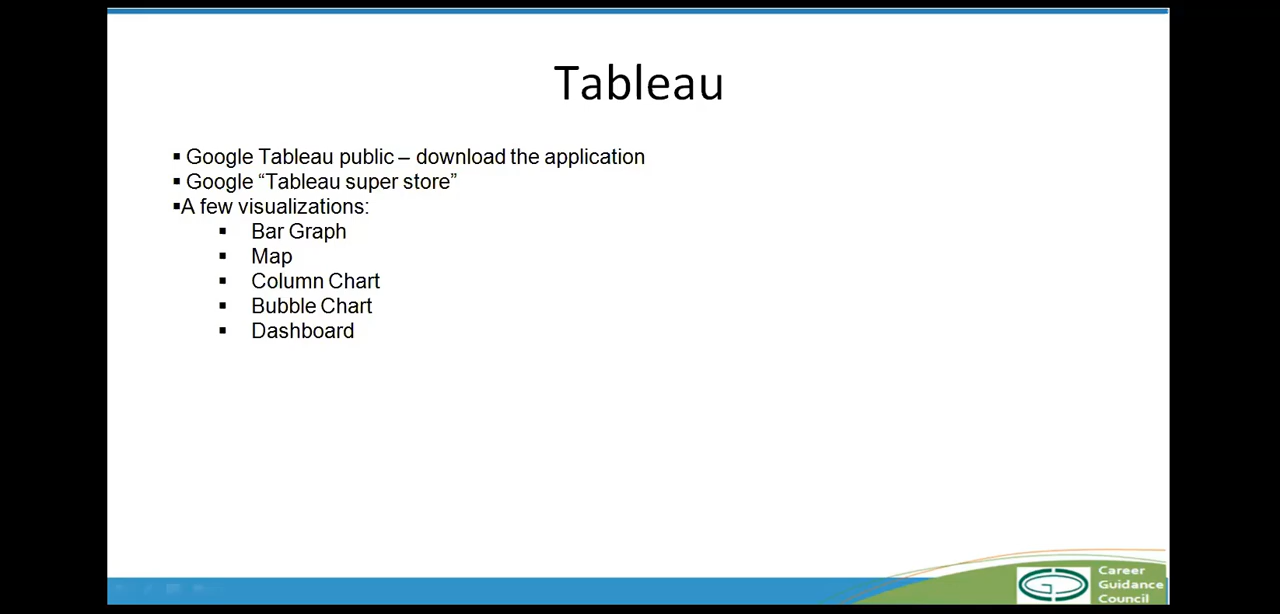 Tableau
▪ Google Tableau public – download the application
▪ Google “Tableau super store”
▪A few visualizations:
▪ Bar Graph
▪ Map
▪ Column Chart
▪ Bubble Chart
▪ Dashboard
Career
Guidance
Council